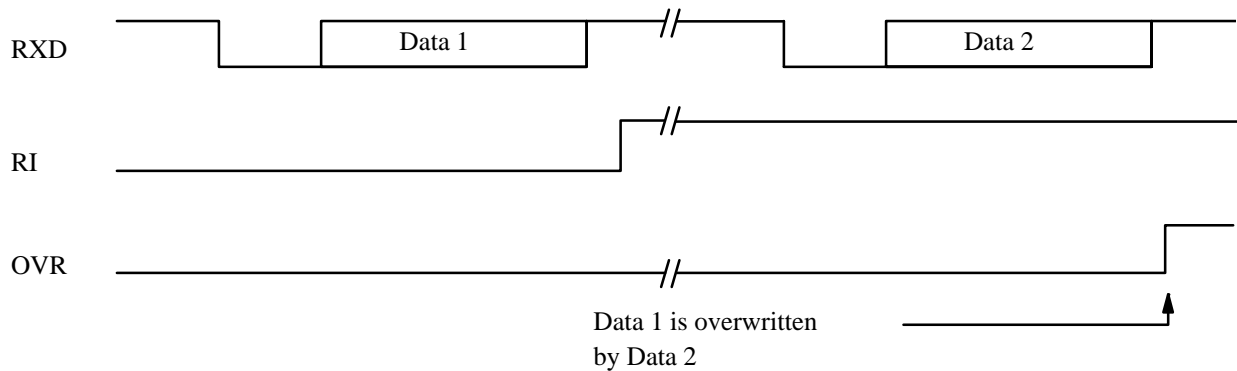 RXD
Data 1
Data 2
RI
OVR
Data 1 is overwritten
by Data 2